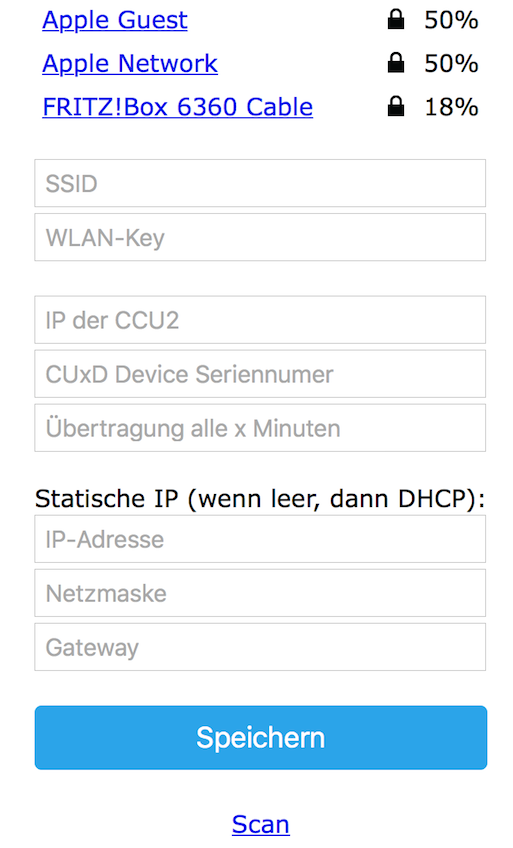 Apple Guest 50%
Apple Network 50%
FRITZ!Box 6360 Cable 18%
SSID
WLAN-Key
IP der CCU2
CUxD Device Seriennumer
Übertragung alle x Minuten
Statische IP (wenn leer, dann DHCP):
IP-Adresse
Netzmaske
Gateway
Speichern
Scan